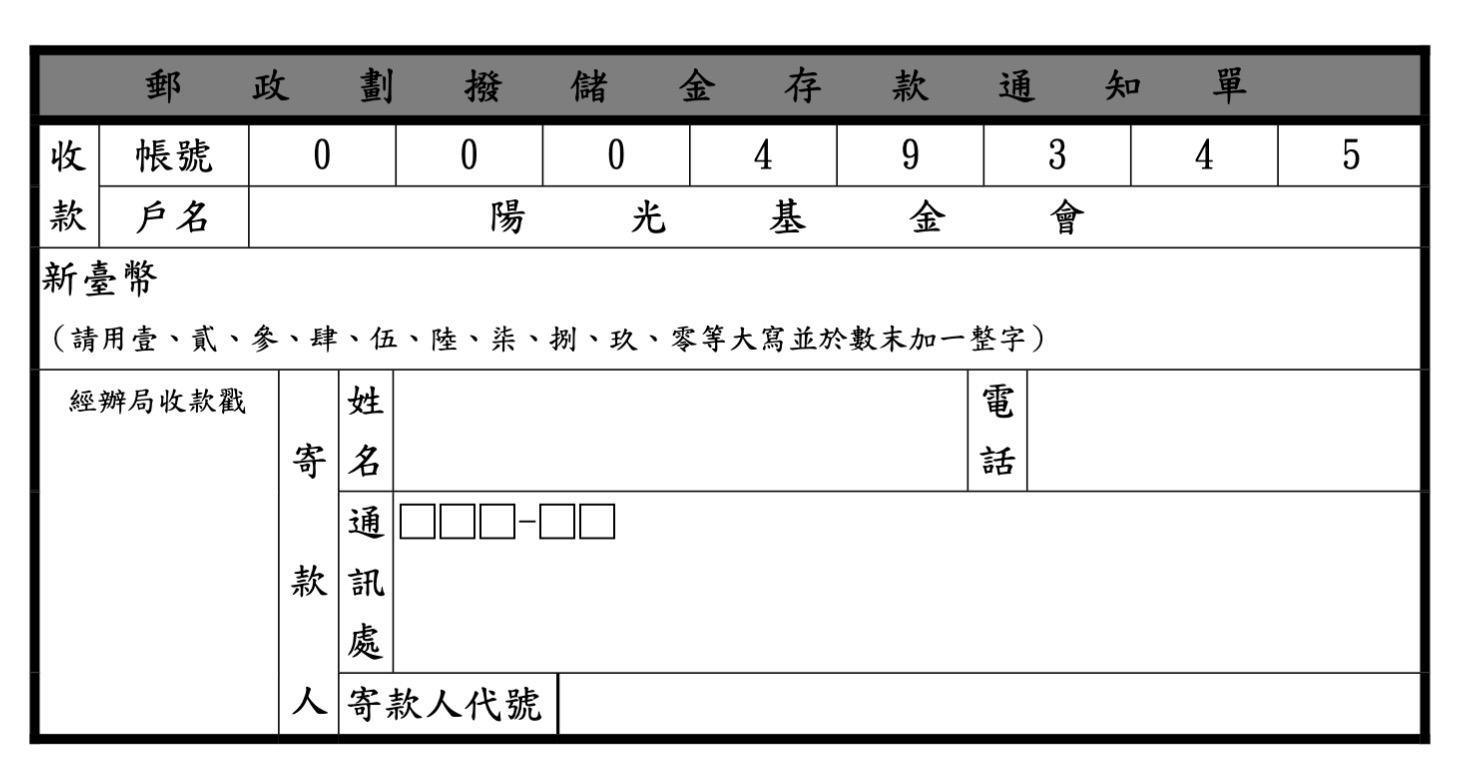 郵政劃撥儲金存款通知單
收款 帳號 0 0 0 4 9 3 4 5
戶名 陽光基金會
新臺幣
（請用壹、貳、參、肆、伍、陸、柒、捌、玖、零等大寫並於數末加一整字）
經辦局收款戳
寄款人
姓名
電話
通訊處
□□□-□□
寄款人代號